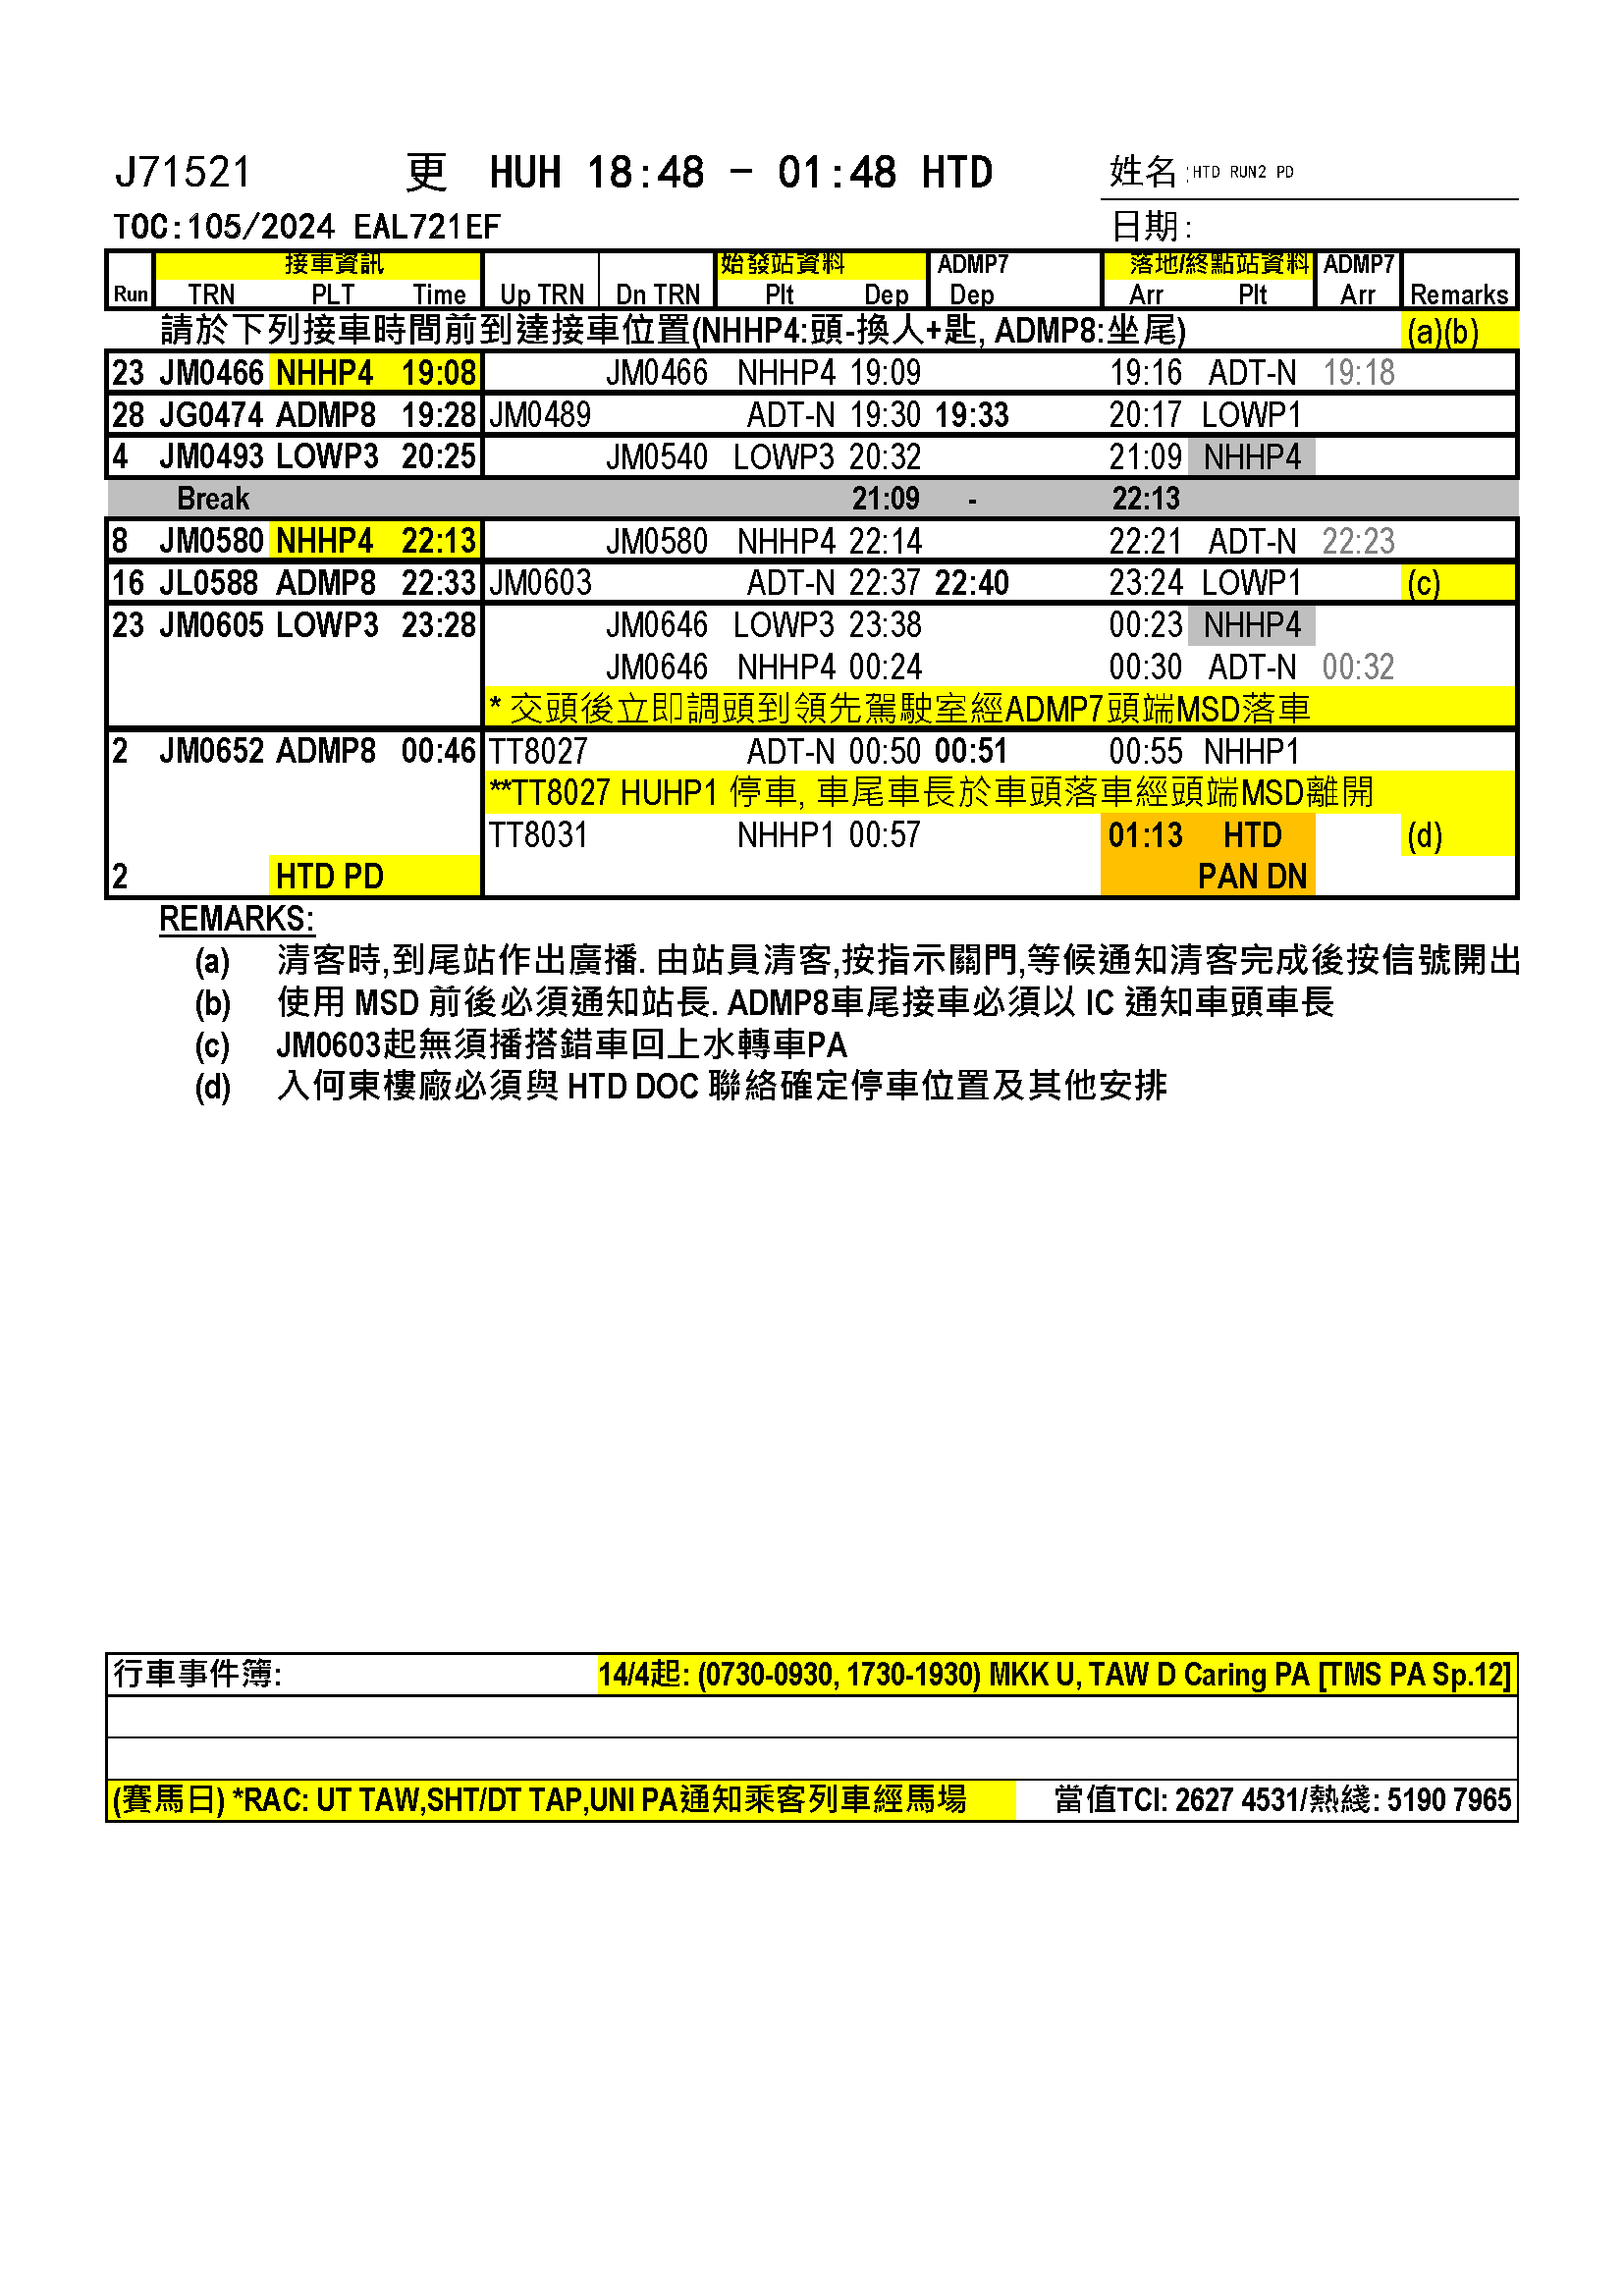 J71521 更 HUH 18:48 - 01:48 HTD 姓名:HTD RUN2 PD
TOC:105/2024 EAL721EF 日期:
接車資訊 始發站資料 ADMP7 落地/終點站資料 ADMP7
Run TRN PLT Time Up TRN Dn TRN Plt Dep Dep Arr Plt Arr Remarks
請於下列接車時間前到達接車位置(NHHP4:頭-換人+匙, ADMP8:坐尾) (a)(b)
23 JM0466 NHHP4 19:08 JM0466 NHHP4 19:09 19:16 ADT-N 19:18
28 JG0474 ADMP8 19:28 JM0489 ADT-N 19:30 19:33 20:17 LOWP1
4 JM0493 LOWP3 20:25 JM0540 LOWP3 20:32 21:09 NHHP4
Break 21:09 - 22:13
8 JM0580 NHHP4 22:13 JM0580 NHHP4 22:14 22:21 ADT-N 22:23
16 JL0588 ADMP8 22:33 JM0603 ADT-N 22:37 22:40 23:24 LOWP1 (c)
23 JM0605 LOWP3 23:28 JM0646 LOWP3 23:38 00:23 NHHP4
JM0646 NHHP4 00:24 00:30 ADT-N 00:32
* 交頭後立即調頭到領先駕駛室經ADMP7頭端MSD落車
2 JM0652 ADMP8 00:46 TT8027 ADT-N 00:50 00:51 00:55 NHHP1
**TT8027 HUHP1 停車, 車尾車長於車頭落車經頭端MSD離開
TT8031 NHHP1 00:57 01:13 HTD (d)
2 HTD PD PAN DN
REMARKS:
(a) 清客時,到尾站作出廣播. 由站員清客,按指示關門,等候通知清客完成後按信號開出
(b) 使用 MSD 前後必須通知站長. ADMP8車尾接車必須以 IC 通知車頭車長
(c) JM0603起無須播搭錯車回上水轉車PA
(d) 入何東樓廠必須與 HTD DOC 聯絡確定停車位置及其他安排
行車事件簿: 14/4起: (0730-0930, 1730-1930) MKK U, TAW D Caring PA [TMS PA Sp.12]
(賽馬日) *RAC: UT TAW,SHT/DT TAP,UNI PA通知乘客列車經馬場 當值TCI: 2627 4531/熱綫: 5190 7965